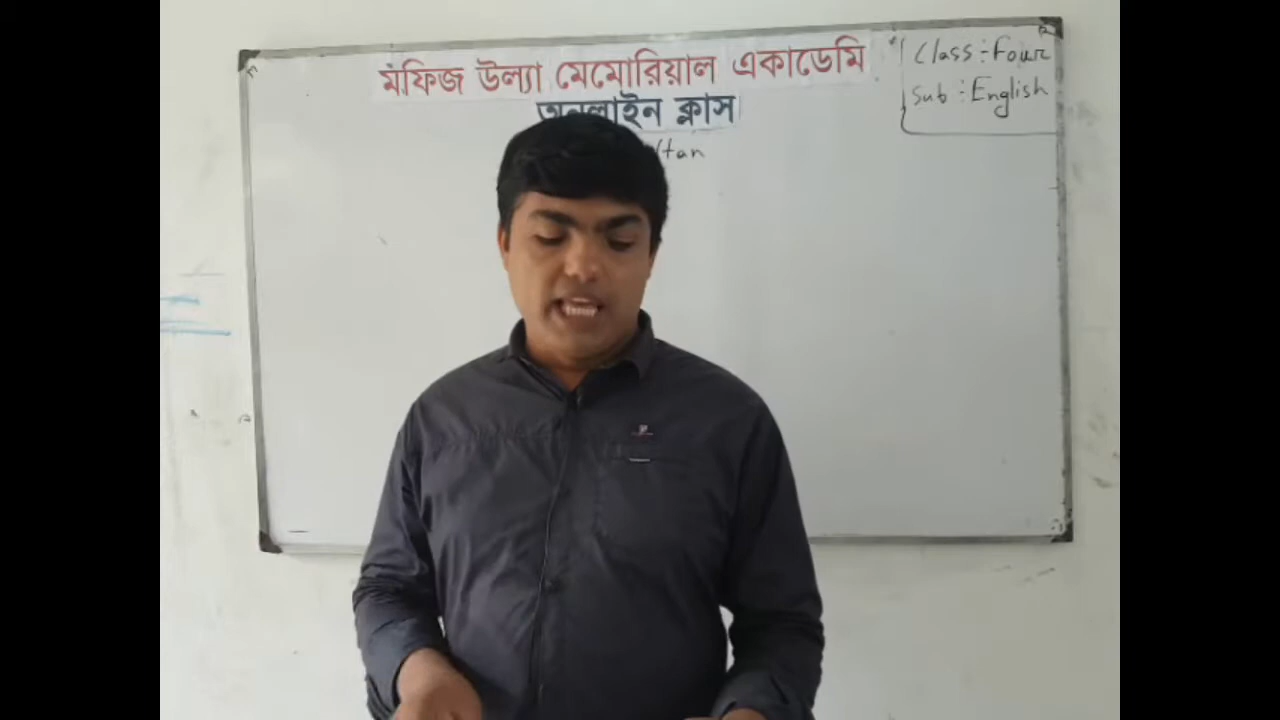 মফিজ উল্যা মেমোরিয়াল একাডেমি
অনলাইন ক্লাস
Class : Four
Sub : English